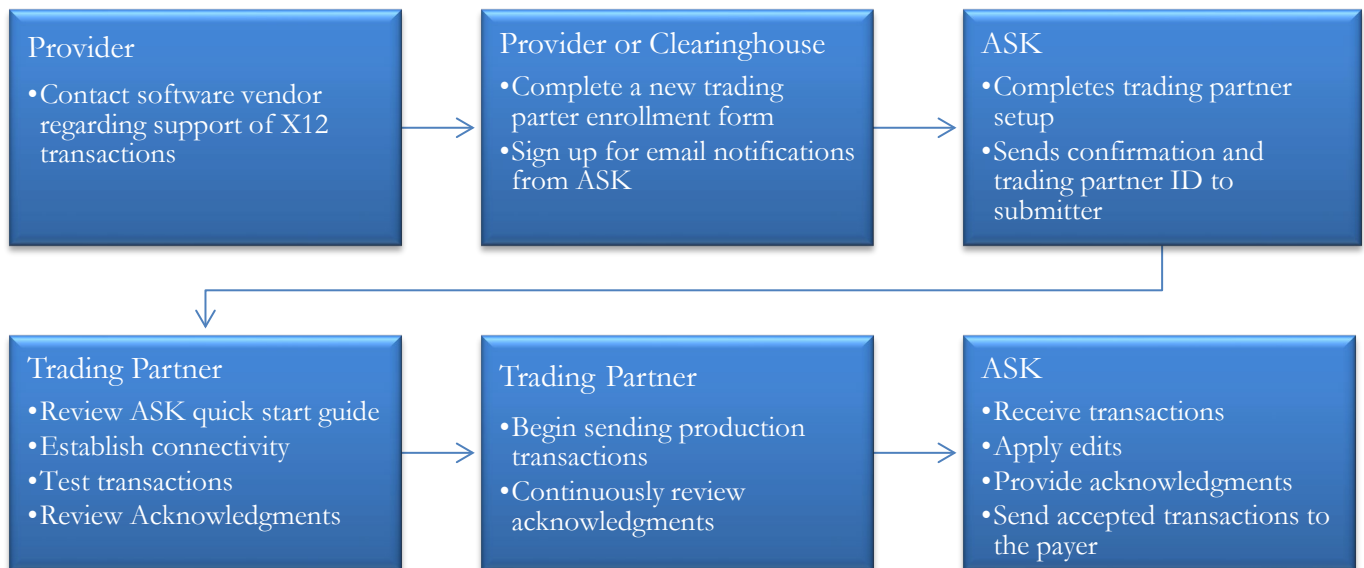 Provider
•Contact software vendor
regarding support of X12
transactions
Provider or Clearinghouse
•Complete a new trading
parter enrollment form
•Sign up for email notifications
from ASK
ASK
•Completes trading partner
setup
•Sends confirmation and
trading partner ID to
submitter
Trading Partner
•Review ASK quick start guide
•Establish connectivity
•Test transactions
•Review Acknowledgments
Trading Partner
•Begin sending production
transactions
•Continuously review
acknowledgments
ASK
•Receive transactions
•Apply edits
•Provide acknowledgments
•Send accepted transactions to
the payer